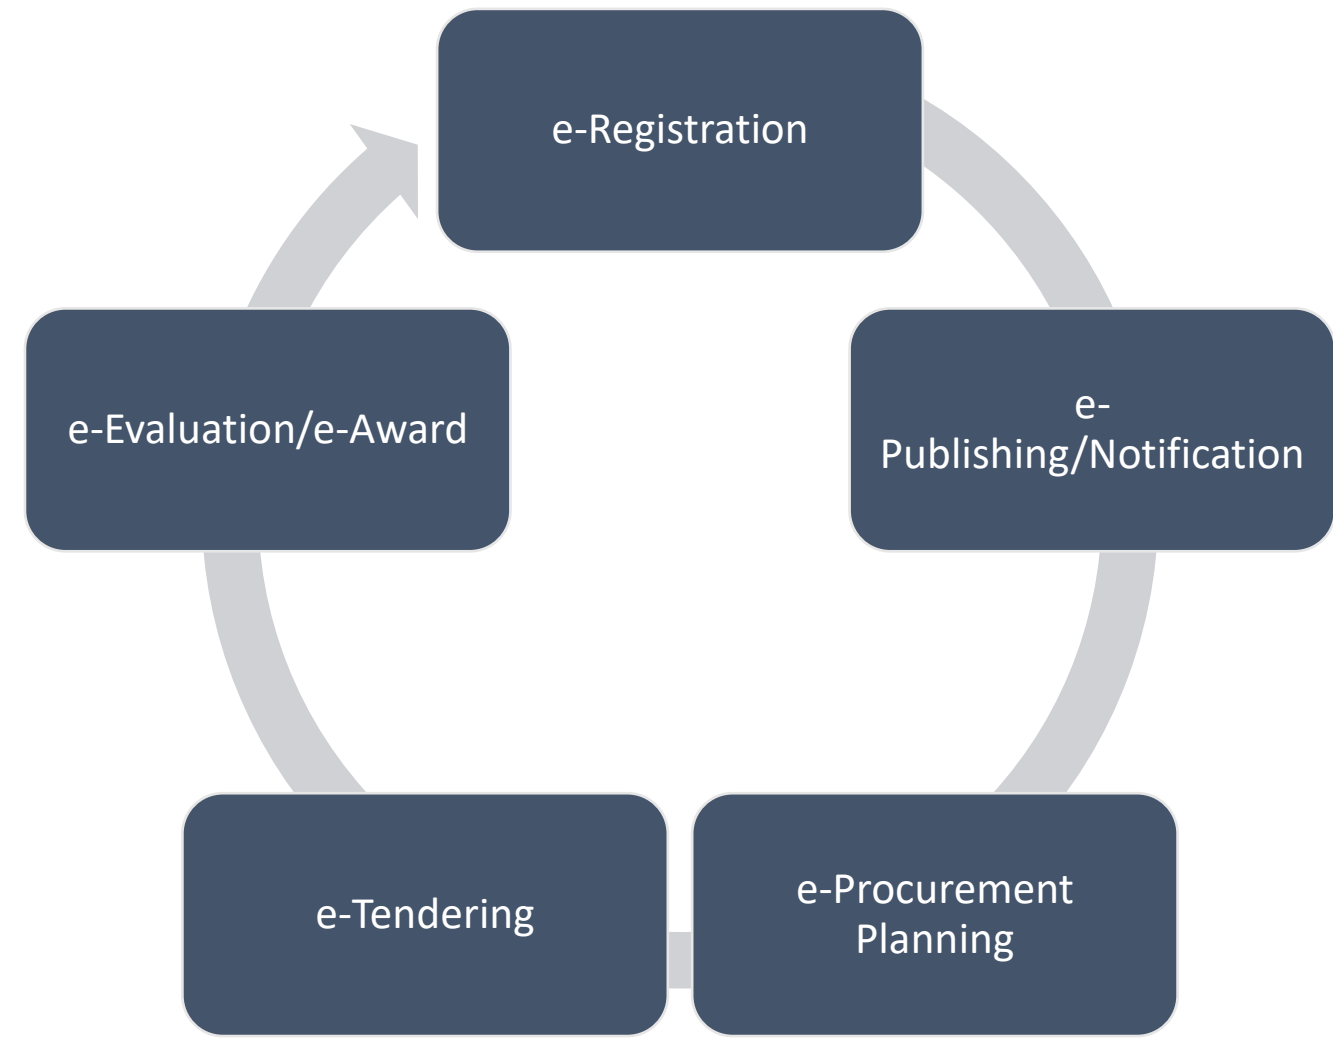 e-Registration
e-
Publishing/Notification
e-Procurement
Planning
e-Tendering
e-Evaluation/e-Award